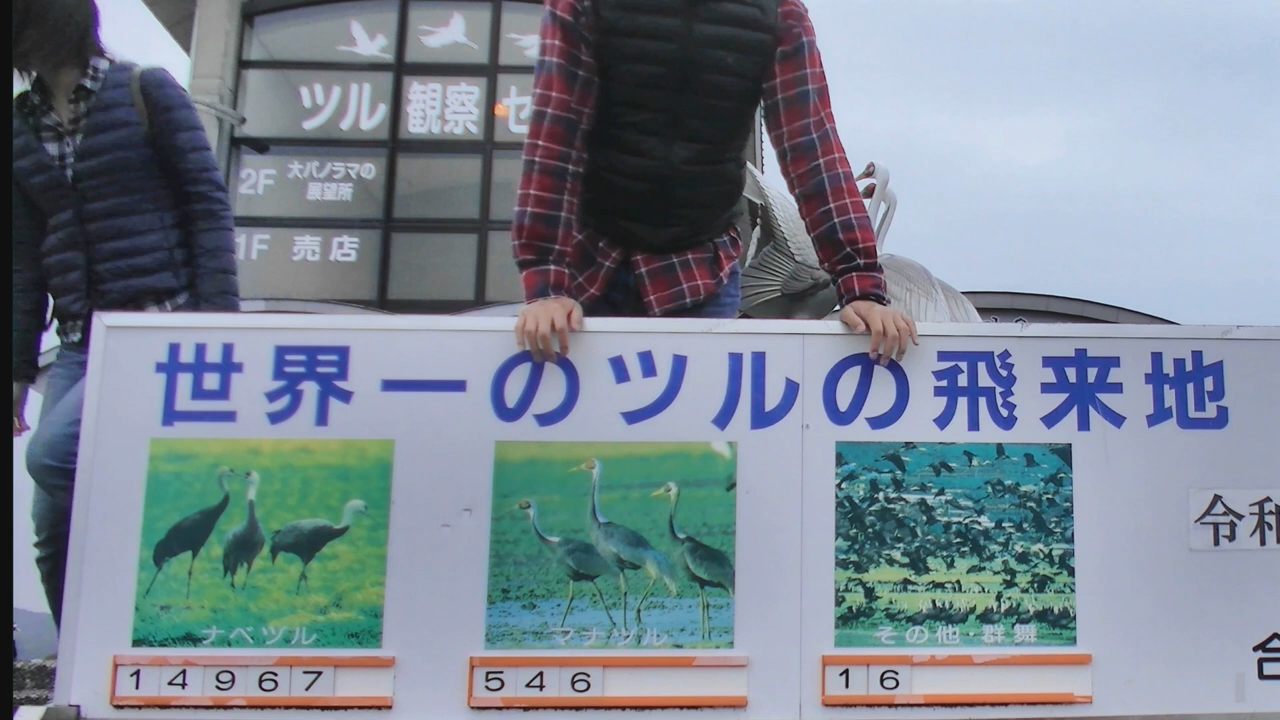 ツル観察セ
2F 大パノラマの
展望所
1F 売店
世界一のツルの飛来地
令和
ナベヅル
マナヅル
その他・群舞
14967
546
16
合